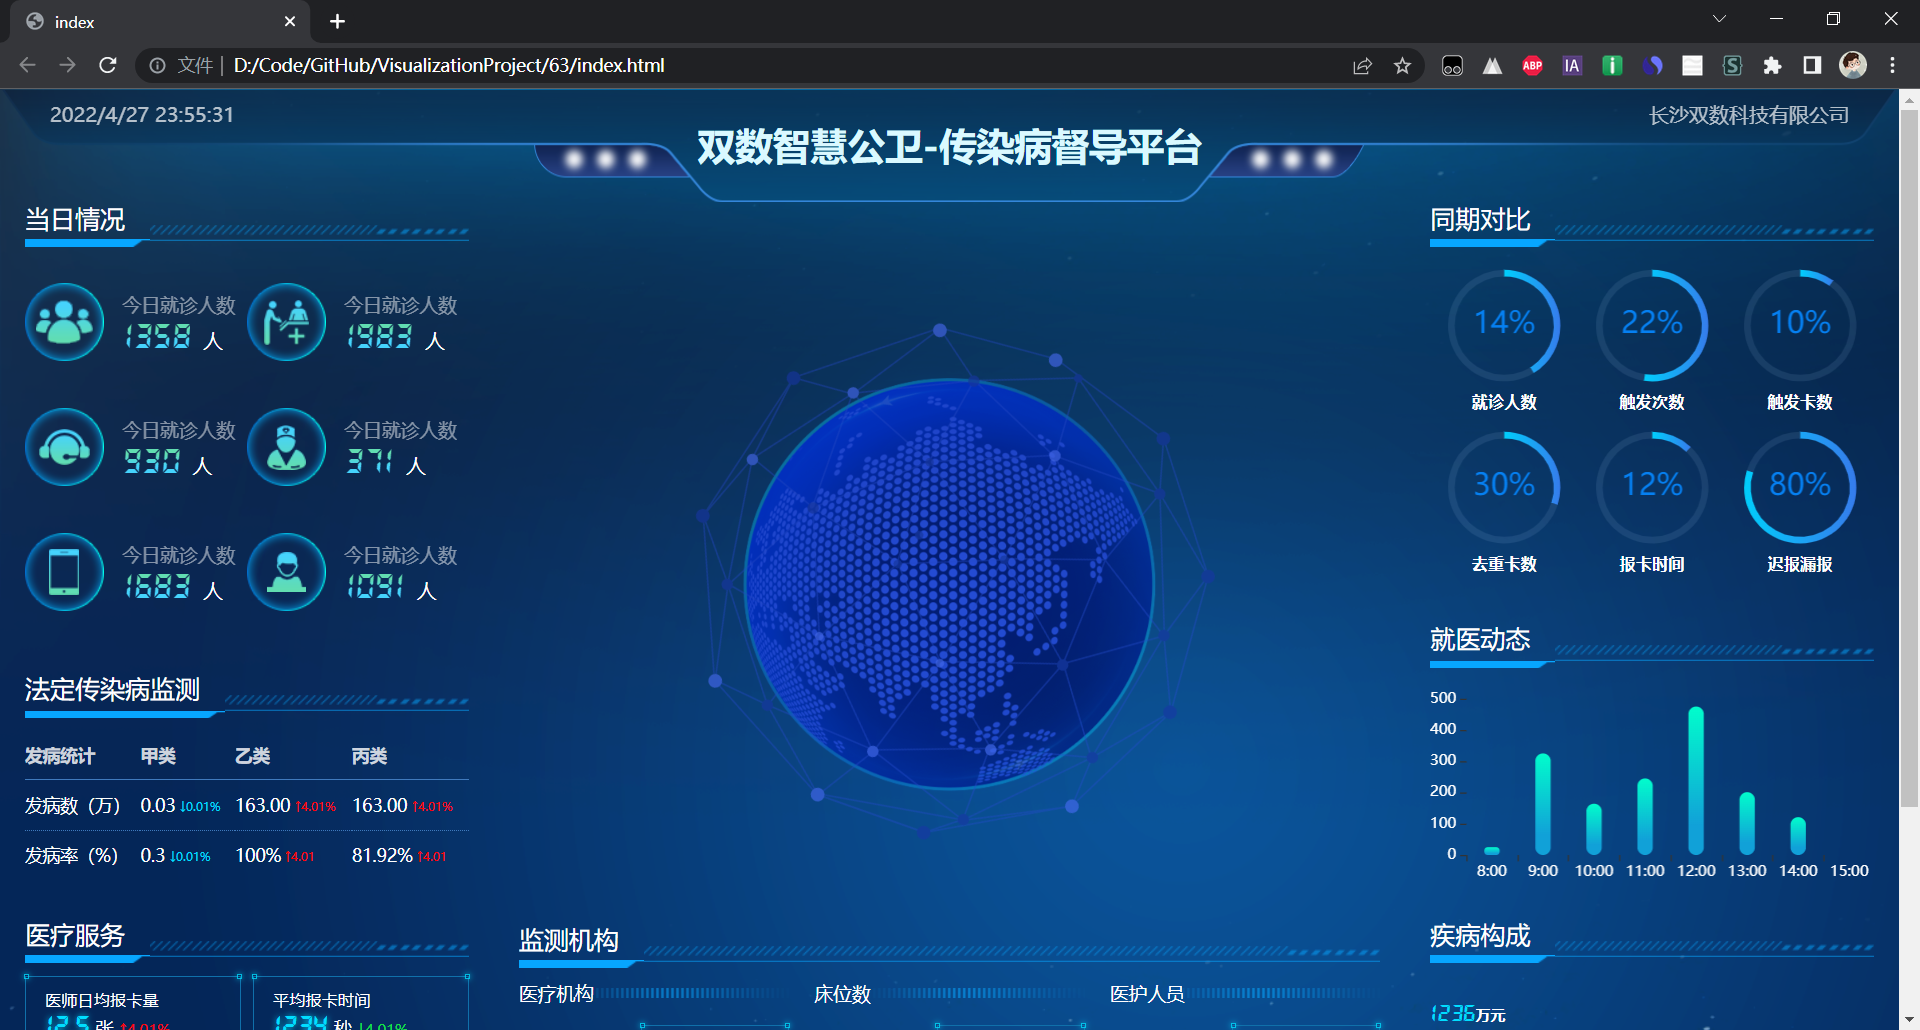 index
文件 | D:/Code/GitHub/VisualizationProject/63/index.html
ABP IA
2022/4/27 23:55:31
双数智慧公卫-传染病督导平台
长沙双数科技有限公司
当日情况
今日就诊人数
1358 人
今日就诊人数
1983 人
今日就诊人数
930 人
今日就诊人数
371 人
今日就诊人数
1683 人
今日就诊人数
1091 人
法定传染病监测
发病统计 甲类 乙类 丙类
发病数（万） 0.03 ↓0.01% 163.00 ↑4.01% 163.00 ↑4.01%
发病率（%） 0.3 ↓0.01% 100% ↑4.01 81.92% ↑4.01
医疗服务
医师日均报卡量
12.5 张 ↑4.01%
平均报卡时间
1234 秒 ↓4.01%
监测机构
医疗机构 床位数 医护人员
同期对比
14% 22% 10%
就诊人数 触发次数 触发卡数
30% 12% 80%
去重卡数 报卡时间 迟报漏报
就医动态
500
400
300
200
100
0
8:00 9:00 10:00 11:00 12:00 13:00 14:00 15:00
疾病构成
1236万元